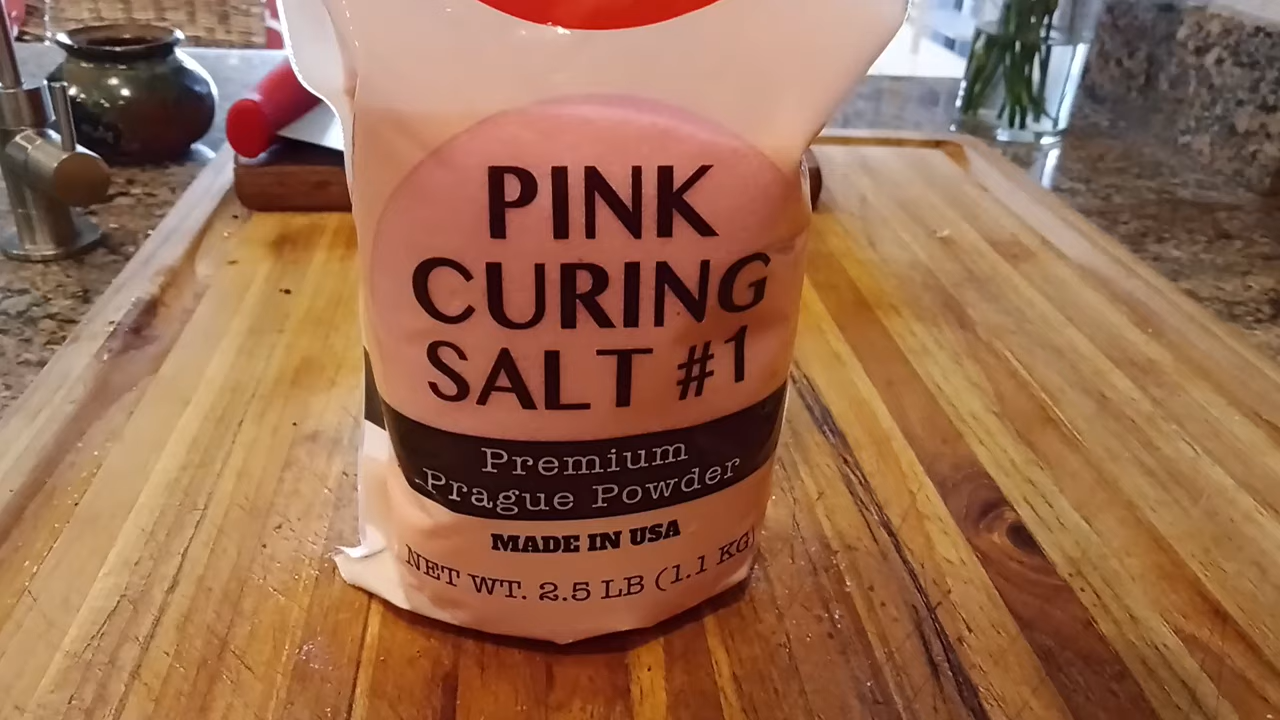 PINK
CURING
SALT #1
Premium
Prague Powder
MADE IN USA
NET WT. 2.5 LB (1.1 KG)